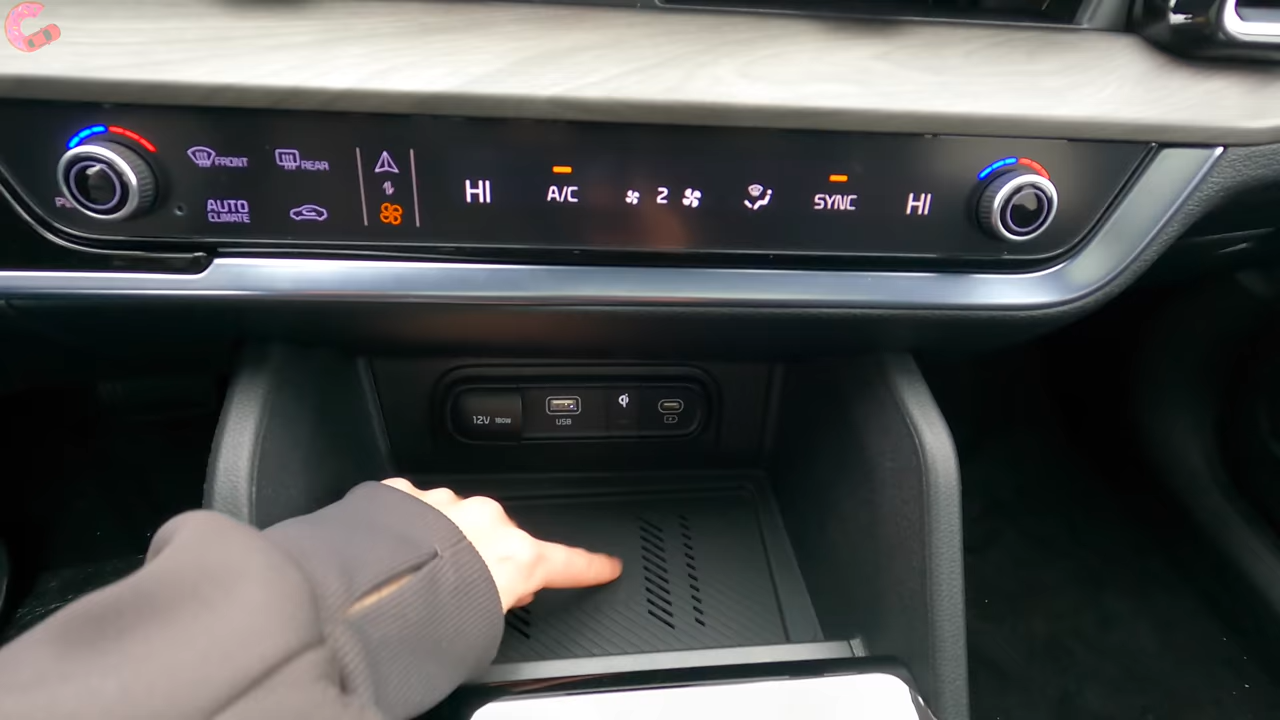 FRONT
REAR
AUTO
CLIMATE
HI
A/C
2
SYNC
HI
12V 180W
USB